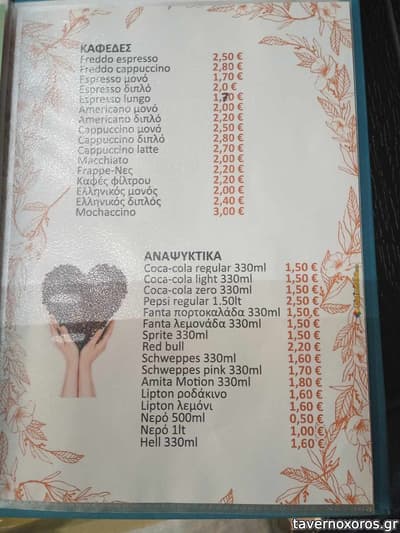 ΚΑΦΕΔΕΣ
Freddo espresso 2,50 €
Freddo cappuccino 2,80 €
Espresso μονό 1,70 €
Espresso διπλό 2,0 €
Espresso lungo 1,70 €
Americano μονό 2,00 €
Americano διπλό 2,20 €
Cappuccino μονό 2,50 €
Cappuccino διπλό 2,80 €
Cappuccino latte 2,70 €
Macchiato 2,00 €
Frappe-Νες 2,20 €
Καφές φίλτρου 2,20 €
Ελληνικός μονός 2,00 €
Ελληνικός διπλός 2,40 €
Mochaccino 3,00 €
ΑΝΑΨΥΚΤΙΚΑ
Coca-cola regular 330ml 1,50 €
Coca-cola light 330ml 1,50 €
Coca-cola zero 330ml 1,50 €
Pepsi regular 1.50lt 2,50 €
Fanta πορτοκαλάδα 330ml 1,50 €
Fanta λεμονάδα 330ml 1,50 €
Sprite 330ml 1,50 €
Red bull 2,20 €
Schweppes 330ml 1,60 €
Schweppes pink 330ml 1,70 €
Amita Motion 330ml 1,80 €
Lipton ροδάκινο 1,60 €
Lipton λεμόνι 1,60 €
Νερό 500ml 0,50 €
Νερό 1lt 1,00 €
Hell 330ml 1,60 €
tavernoxoros.gr